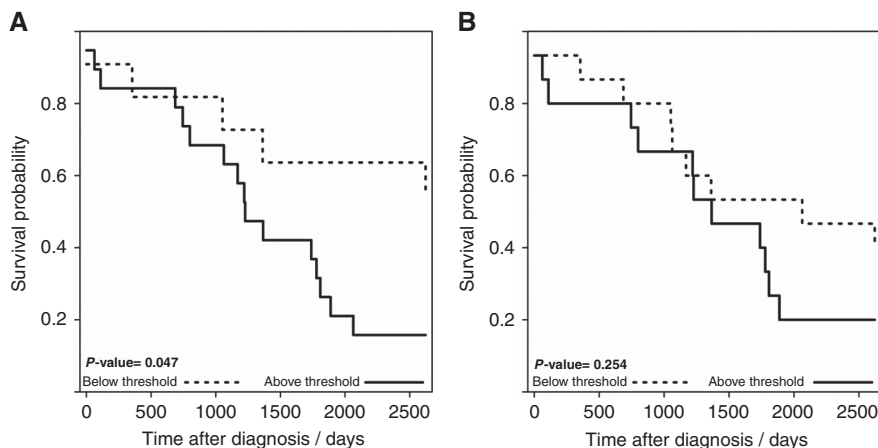 A
Survival probability
0.8
0.6
0.4
0.2
P-value= 0.047
Below threshold
Above threshold
0
500
1000
1500
2000
2500
Time after diagnosis / days
B
Survival probability
0.8
0.6
0.4
0.2
P-value= 0.254
Below threshold
Above threshold
0
500
1000
1500
2000
2500
Time after diagnosis / days